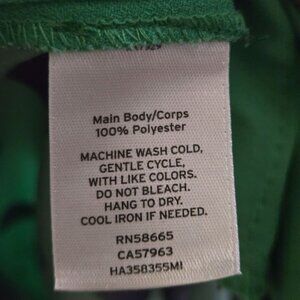 Main Body/Corps
100% Polyester
MACHINE WASH COLD,
GENTLE CYCLE,
WITH LIKE COLORS.
DO NOT BLEACH.
HANG TO DRY.
COOL IRON IF NEEDED.
RN58665
CA57963
HA358355MI